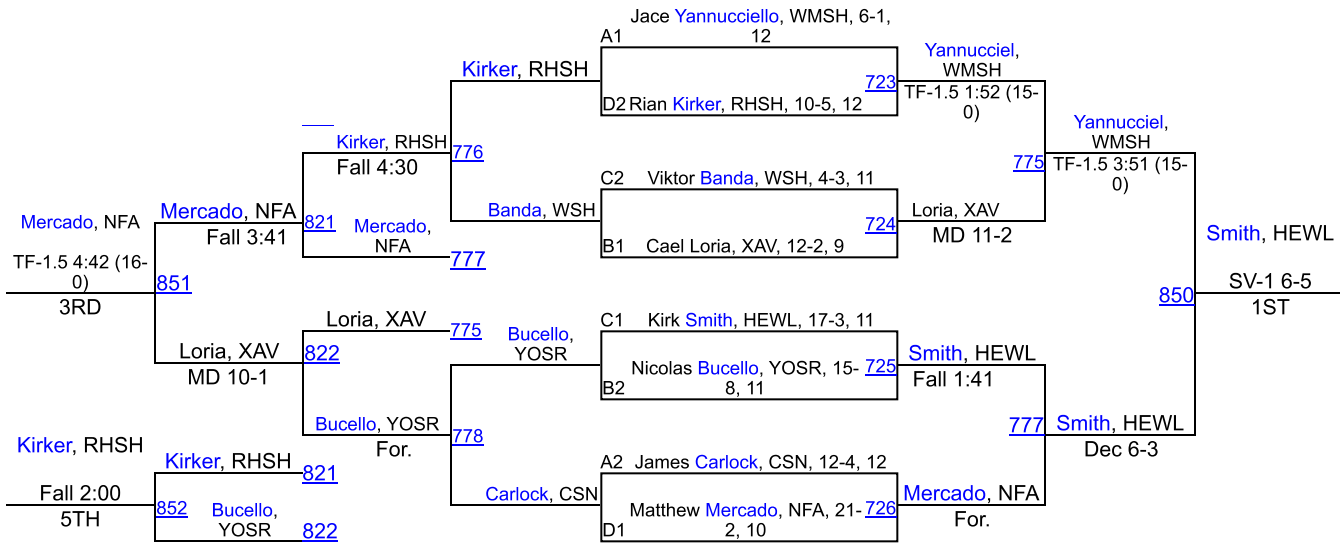 Jace Yannucciello, WMSH, 6-1,
A1 12
Kirker, RHSH
723
Yannucciel,
WMSH
D2 Rian Kirker, RHSH, 10-5, 12
TF-1.5 1:52 (15-
0)
Kirker, RHSH
776
Fall 4:30
Yannucciel,
WMSH
775
TF-1.5 3:51 (15-
0)
C2 Viktor Banda, WSH, 4-3, 11
Banda, WSH
724
Loria, XAV
B1 Cael Loria, XAV, 12-2, 9
MD 11-2
Mercado, NFA
Mercado, NFA
821
Fall 3:41
Mercado,
NFA
777
TF-1.5 4:42 (16-
0)
851
3RD
Smith, HEWL
850
SV-1 6-5
1ST
Loria, XAV
775
Loria, XAV
822
MD 10-1
Bucello,
YOSR
C1 Kirk Smith, HEWL, 17-3, 11
Nicolas Bucello, YOSR, 15-
B2 8, 11
725
Smith, HEWL
Fall 1:41
Bucello, YOSR
778
For.
777
Smith, HEWL
Dec 6-3
Kirker, RHSH
Kirker, RHSH
821
Fall 2:00
852
5TH
Bucello,
YOSR
822
Carlock, CSN
A2 James Carlock, CSN, 12-4, 12
Matthew Mercado, NFA, 21-
D1 2, 10
726
Mercado, NFA
For.